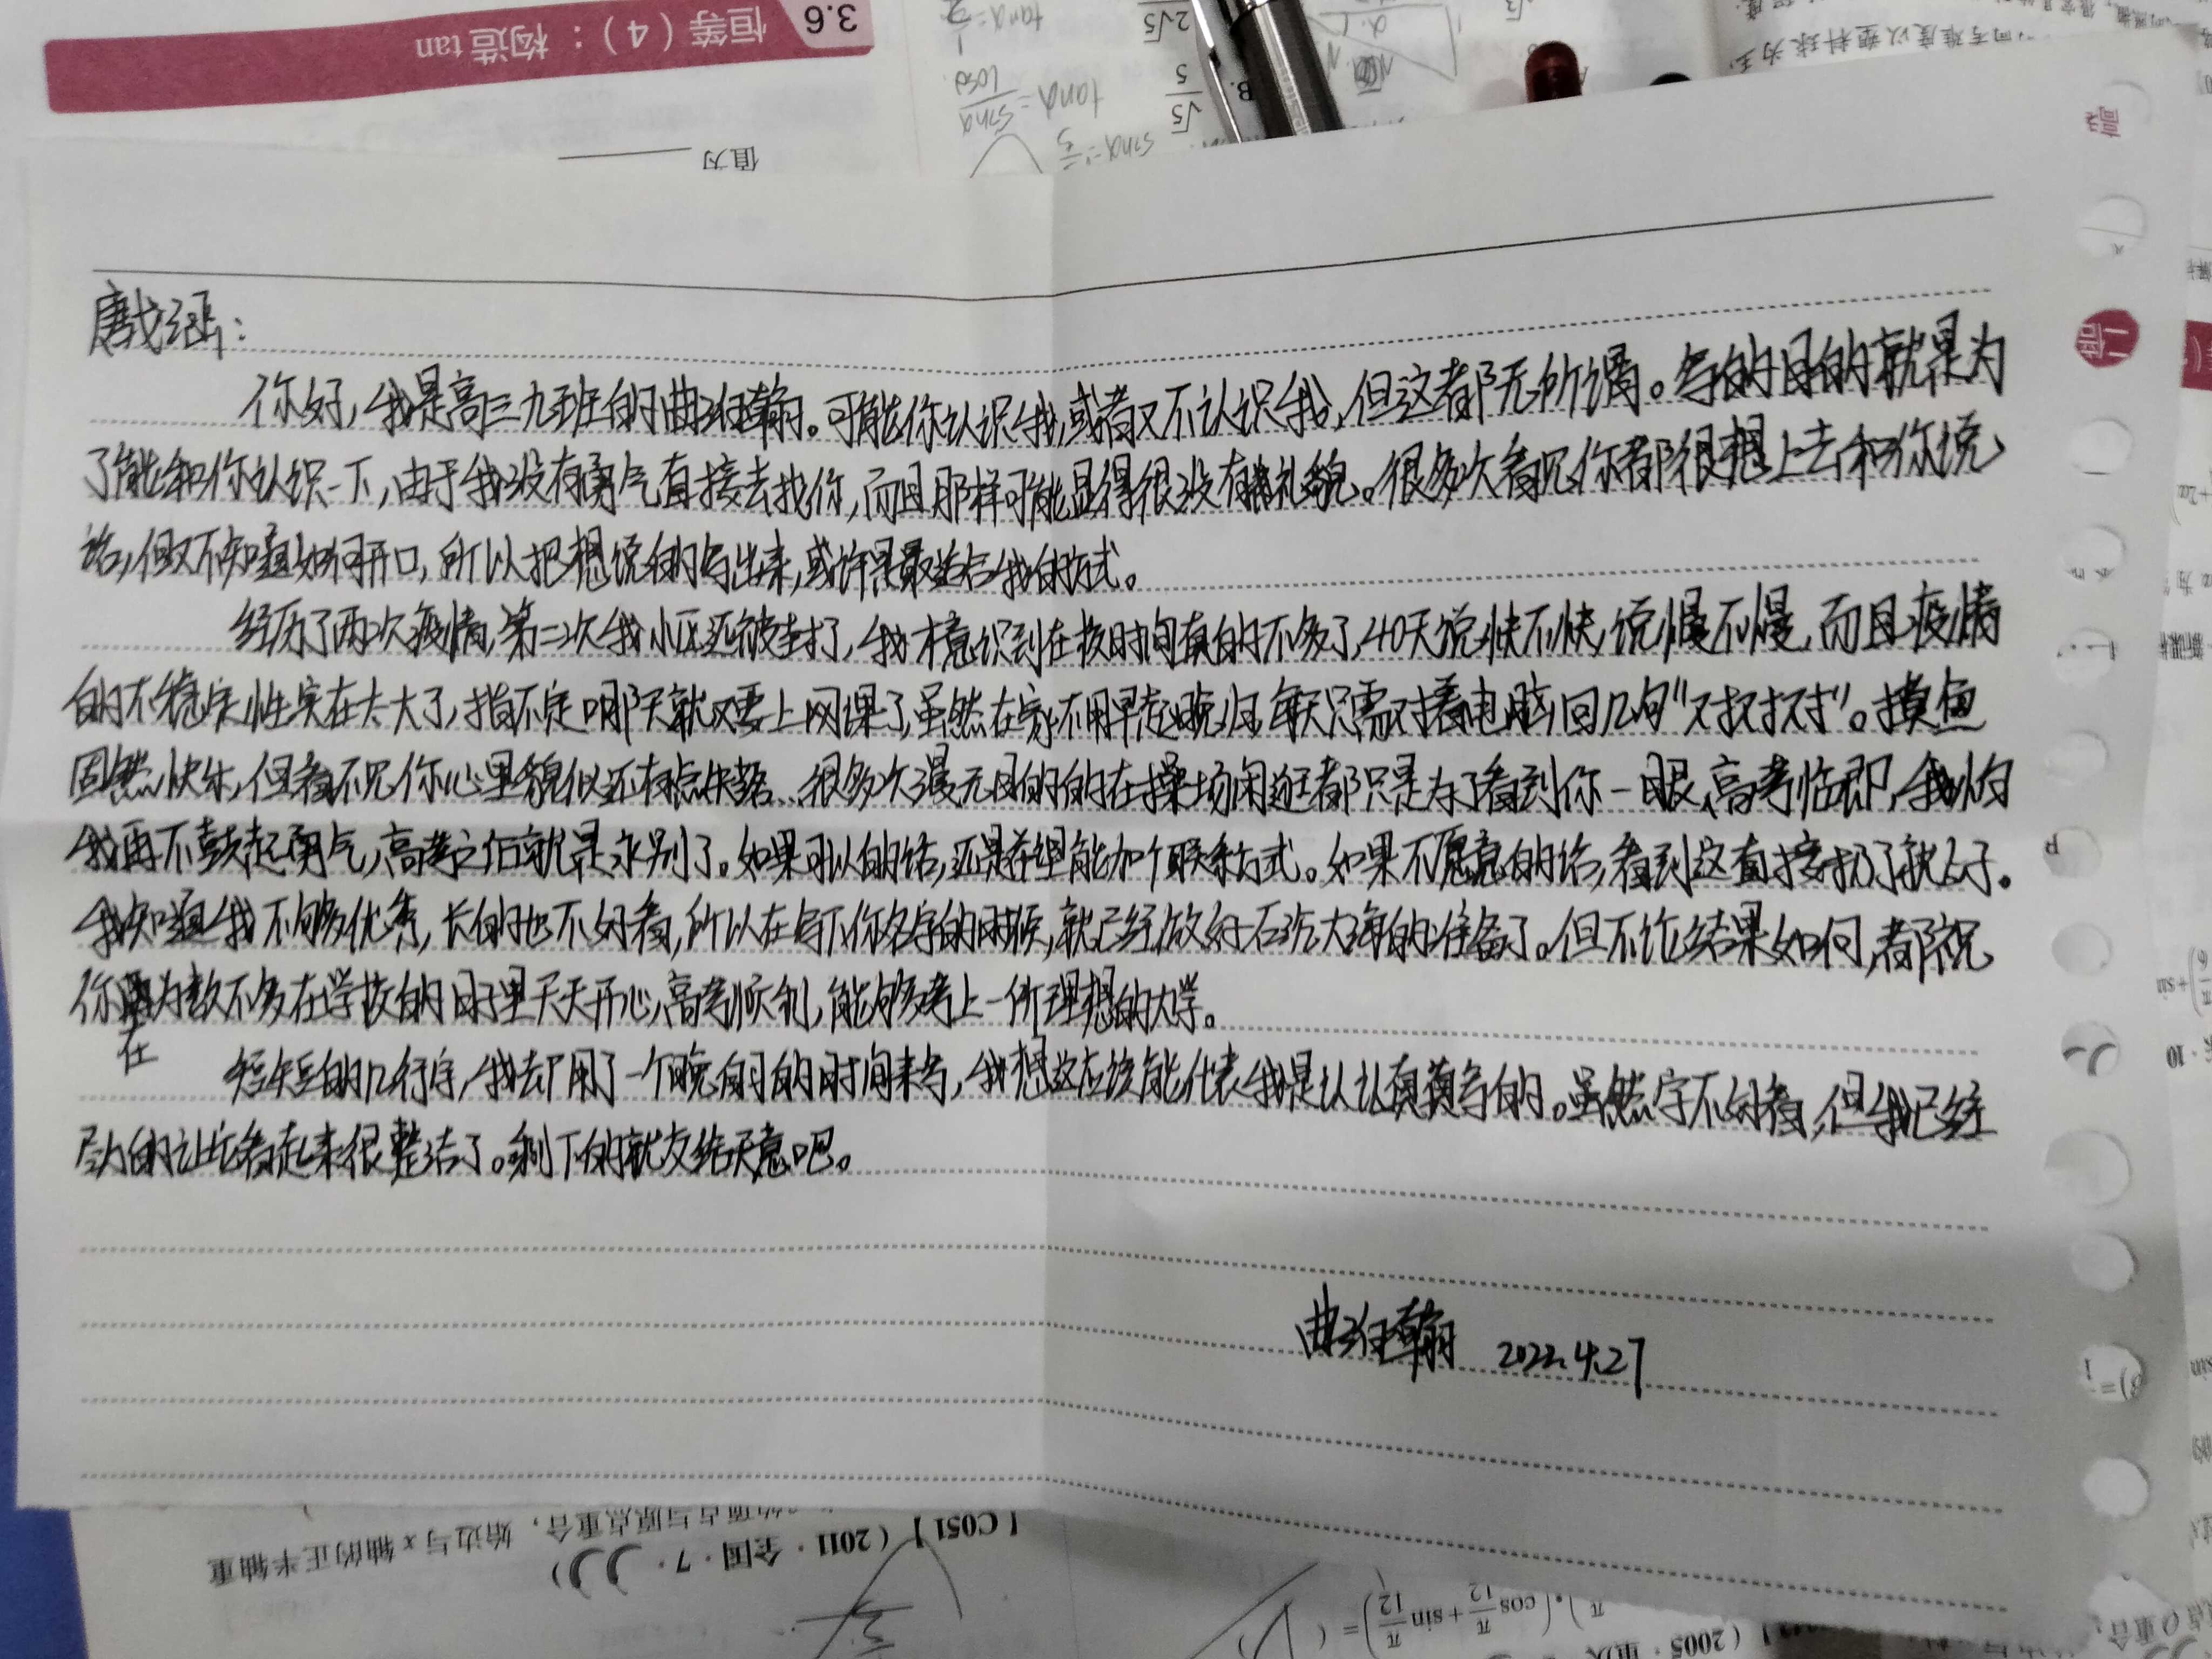 3.6 恒等（4）：构造 tan
值为
你好,我是高三九班的曲泓翰。可能你认识我,或者又不认识我,但这都无所谓。写的目的就是为
了能和你认识一下,由于我没有勇气直接去找你,而且那样可能显得很没有礼貌。很多次看见你都很想上去和你说
话,但又不知道如何开口,所以把想说的写出来,或许是最适合我的方式。
经历了两次疫情,第二次我小区还被封了,我才意识到在校时间真的不多了,40天说快不快,说慢不慢,而且疫情
的不稳定性实在太大了,指不定哪天就又要上网课了,虽然在家不用早起晚归,每天只需对着电脑回几句“对对对”。摸鱼
固然快乐,但看不见你心里貌似还有点失落、很多次漫无目的的在操场闲逛都只是为了看到你一眼,高考临即,我怕
我再不鼓起勇气,高考之后就是永别了。如果可以的话,还是希望能加个联系方式。如果不愿意的话,看到这直接扔了就好。
我知道我不够优秀,长的也不好看,所以在写下你名字的时候,就已经做好石沉大海的准备了。但不论结果如何,都祝
你在为数不多在学校的日子里天天开心,高考顺利,能够考上一所理想的大学。
短短的几行字,我却用了一个晚自习的时间来写,我想这应该能代表我是认认真真写的。虽然字不好看,但我已经
尽力的让它看起来很整洁了。剩下的就交给天意吧。
2022.4.27
【C051】（2011·全国·7·
始边与 x 轴的正半轴重